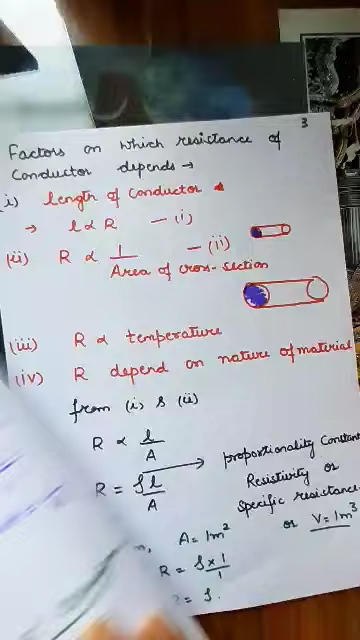 3
Factors on which resistance of
conductor depends →
(i) length of conductor
→ l ∝ R — (i)
(ii) R ∝ 1 / Area of cross-section — (ii)
(iii) R ∝ temperature
(iv) R depend on nature of material
from (i) & (ii)
R ∝ l/A
R = ρl/A → proportionality Constant
Resistivity or
specific resistance.
A = 1m² or V = 1m³
R = ρ×1/1
= ρ.